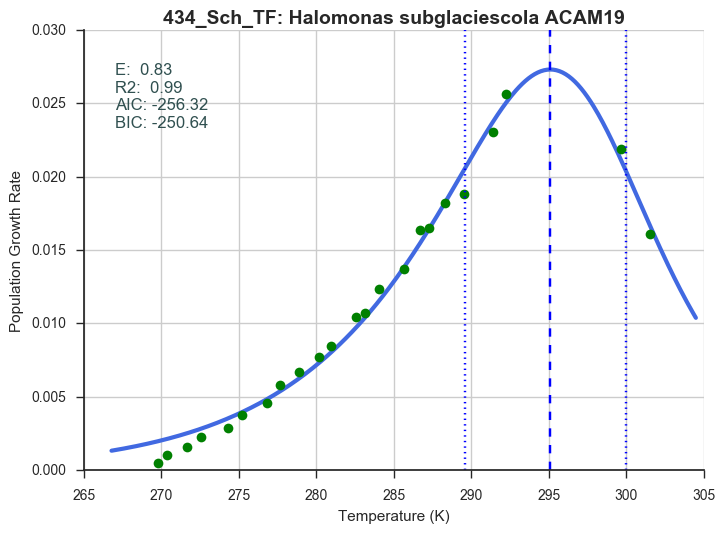 434_Sch_TF: Halomonas subglaciescola ACAM19
E:  0.83
R2:  0.99
AIC: -256.32
BIC: -250.64
Population Growth Rate
0.030
0.025
0.020
0.015
0.010
0.005
0.000
265 270 275 280 285 290 295 300 305
Temperature (K)